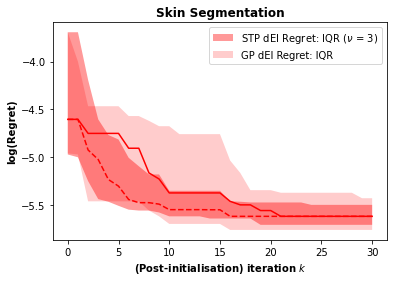 Skin Segmentation
STP dEI Regret: IQR (ν = 3)
GP dEI Regret: IQR
log(Regret)
−4.0
−4.5
−5.0
−5.5
0 5 10 15 20 25 30
(Post-initialisation) iteration k